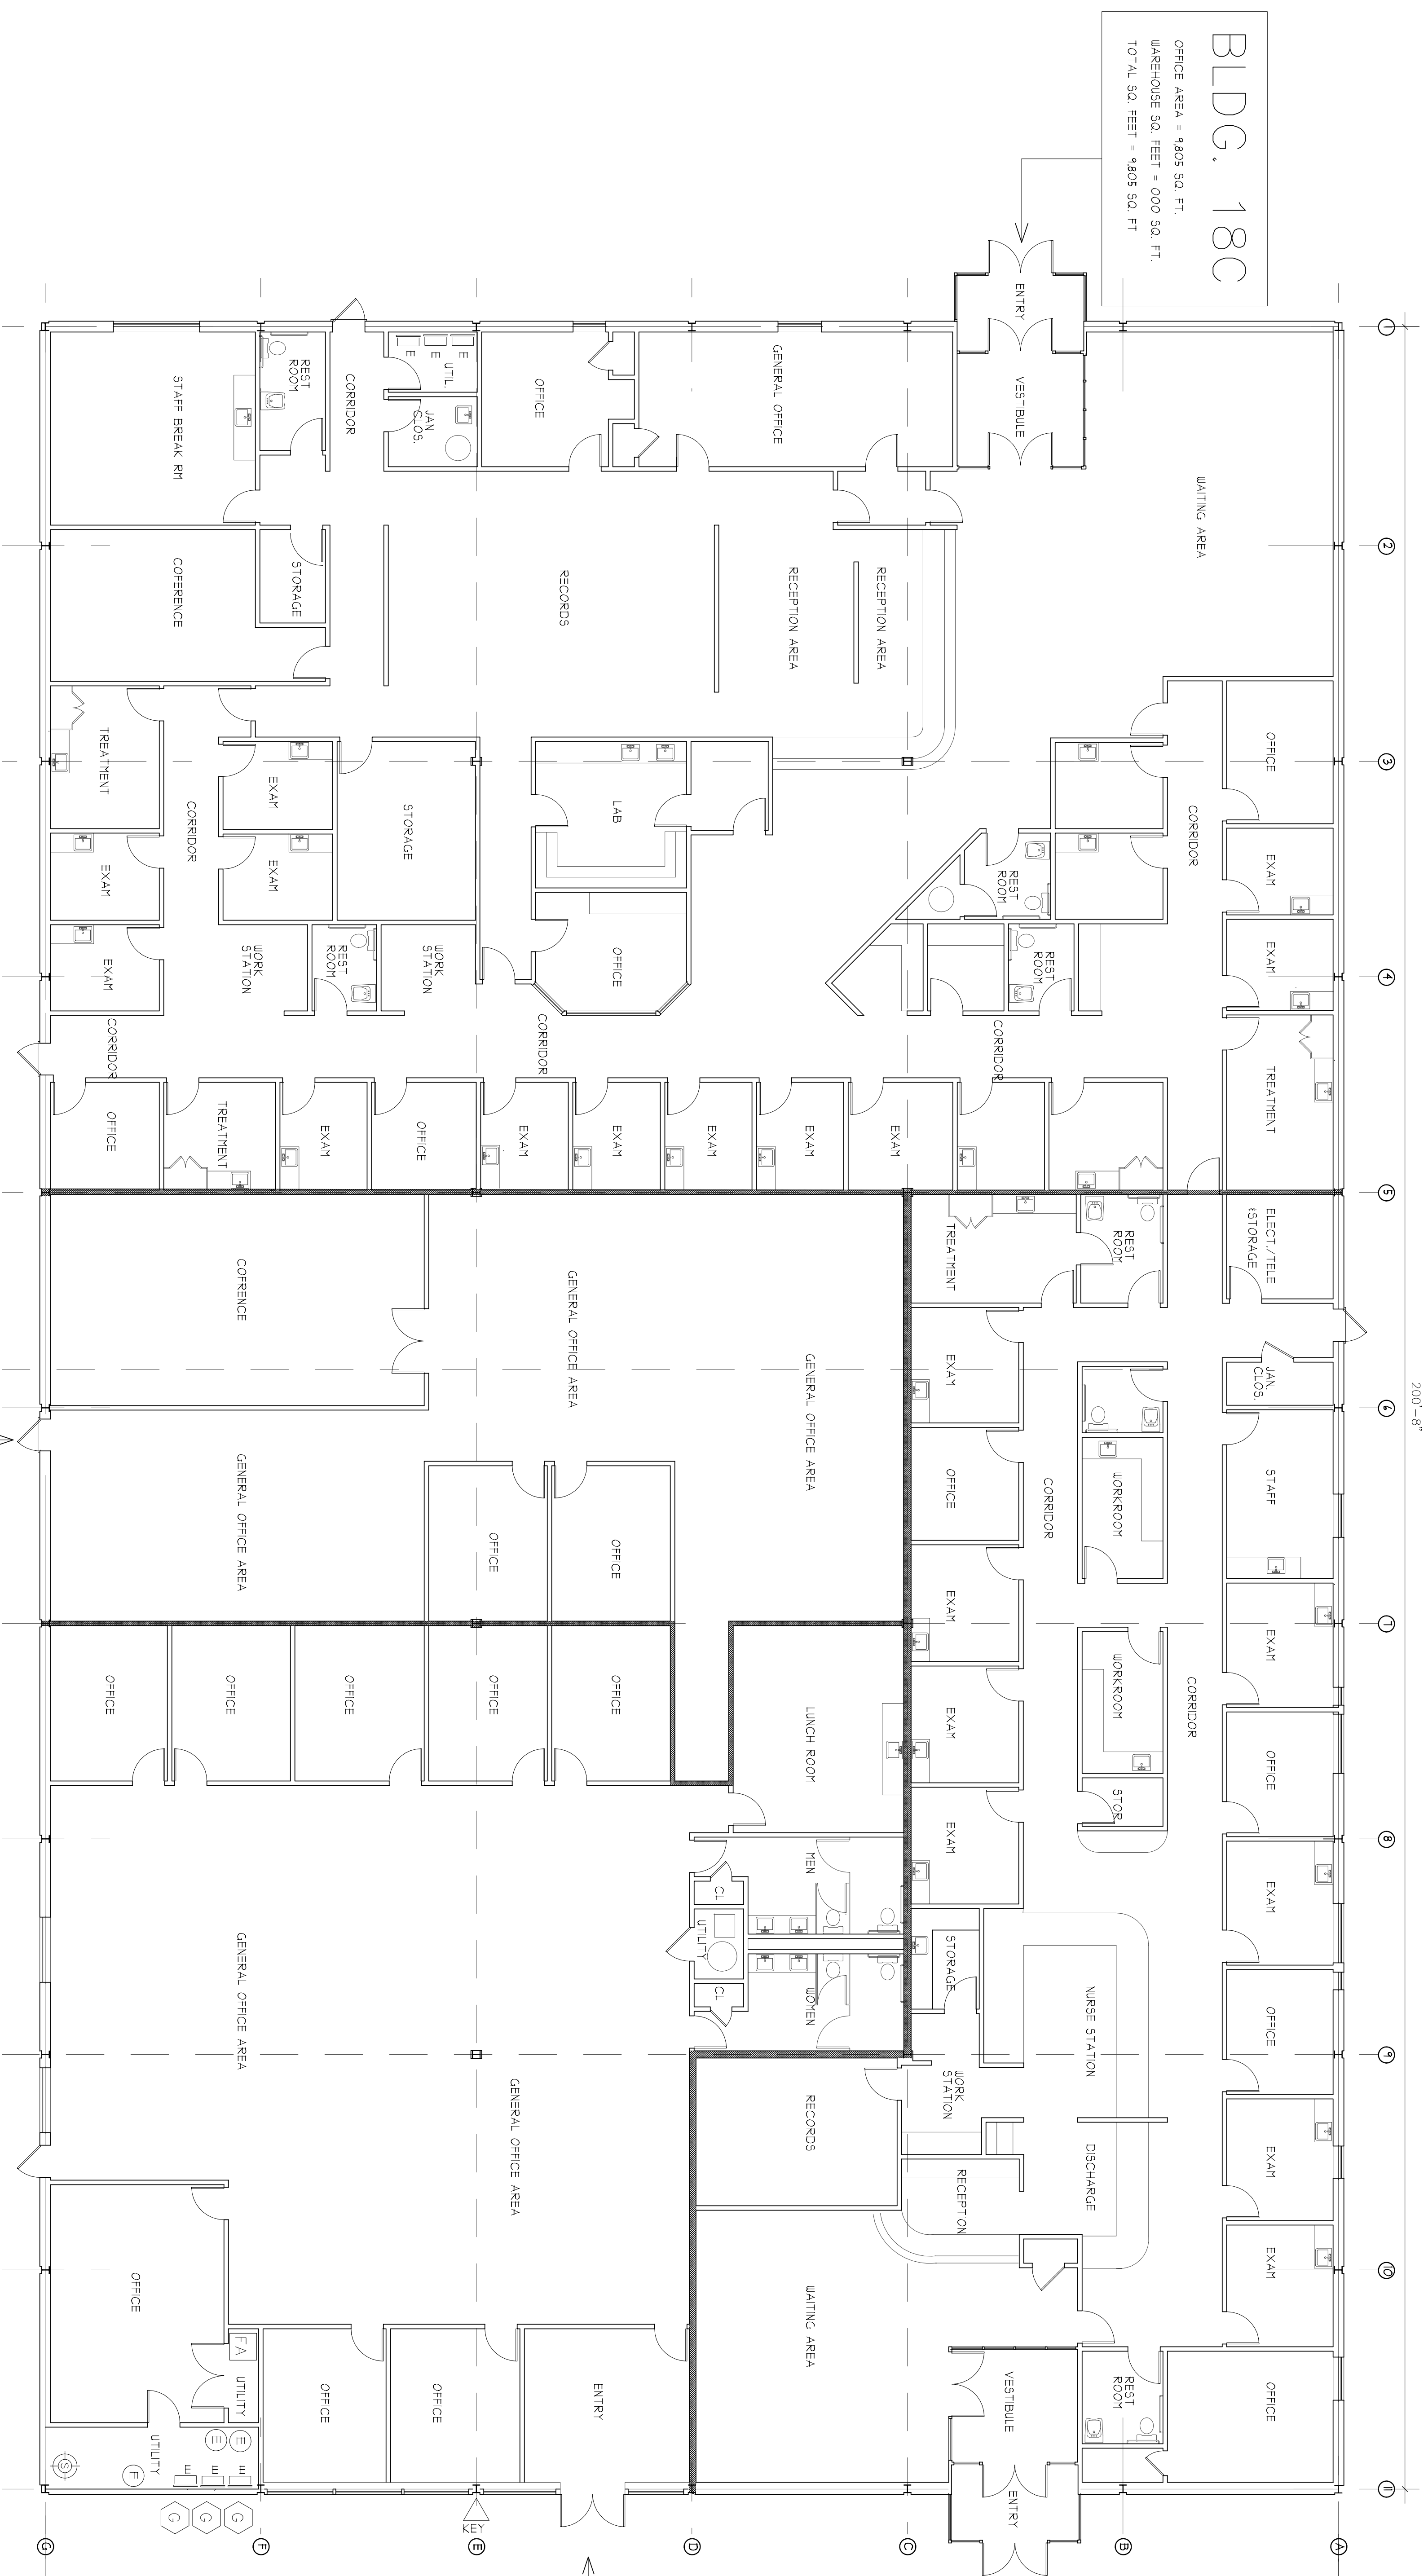 BLDG. 18C
OFFICE AREA = 9,805 SQ. FT.
WAREHOUSE SQ. FEET = 000 SQ. FT.
TOTAL SQ. FEET = 9,805 SQ. FT
200'-8"
1
2
3
4
5
6
7
8
9
10
11
A
B
C
D
E
F
G
ENTRY
VESTIBULE
WAITING AREA
GENERAL OFFICE
OFFICE
UTIL.
E
E
E
JAN
CLOS.
CORRIDOR
REST
ROOM
STAFF BREAK RM
COFERENCE
STORAGE
RECORDS
RECEPTION AREA
RECEPTION AREA
OFFICE
EXAM
EXAM
TREATMENT
CORRIDOR
REST
ROOM
REST
ROOM
CORRIDOR
LAB
OFFICE
CORRIDOR
STORAGE
WORK
STATION
REST
ROOM
WORK
STATION
EXAM
EXAM
CORRIDOR
TREATMENT
EXAM
EXAM
CORRIDOR
OFFICE
TREATMENT
EXAM
OFFICE
EXAM
EXAM
EXAM
EXAM
EXAM
ELECT./TELE
&STORAGE
REST
ROOM
TREATMENT
JAN.
CLOS.
STAFF
EXAM
OFFICE
EXAM
OFFICE
EXAM
EXAM
OFFICE
CORRIDOR
WORKROOM
WORKROOM
STOR.
CORRIDOR
EXAM
OFFICE
EXAM
EXAM
EXAM
STORAGE
NURSE STATION
WORK
STATION
DISCHARGE
RECEPTION
RECORDS
WAITING AREA
REST
ROOM
VESTIBULE
ENTRY
GENERAL OFFICE AREA
GENERAL OFFICE AREA
COFRENCE
GENERAL OFFICE AREA
OFFICE
OFFICE
LUNCH ROOM
OFFICE
OFFICE
OFFICE
OFFICE
OFFICE
MEN
CL
UTILITY
CL
WOMEN
GENERAL OFFICE AREA
GENERAL OFFICE AREA
OFFICE
FA
UTILITY
OFFICE
OFFICE
ENTRY
UTILITY
E
E
E
E
E
E
S
G
G
G
KEY